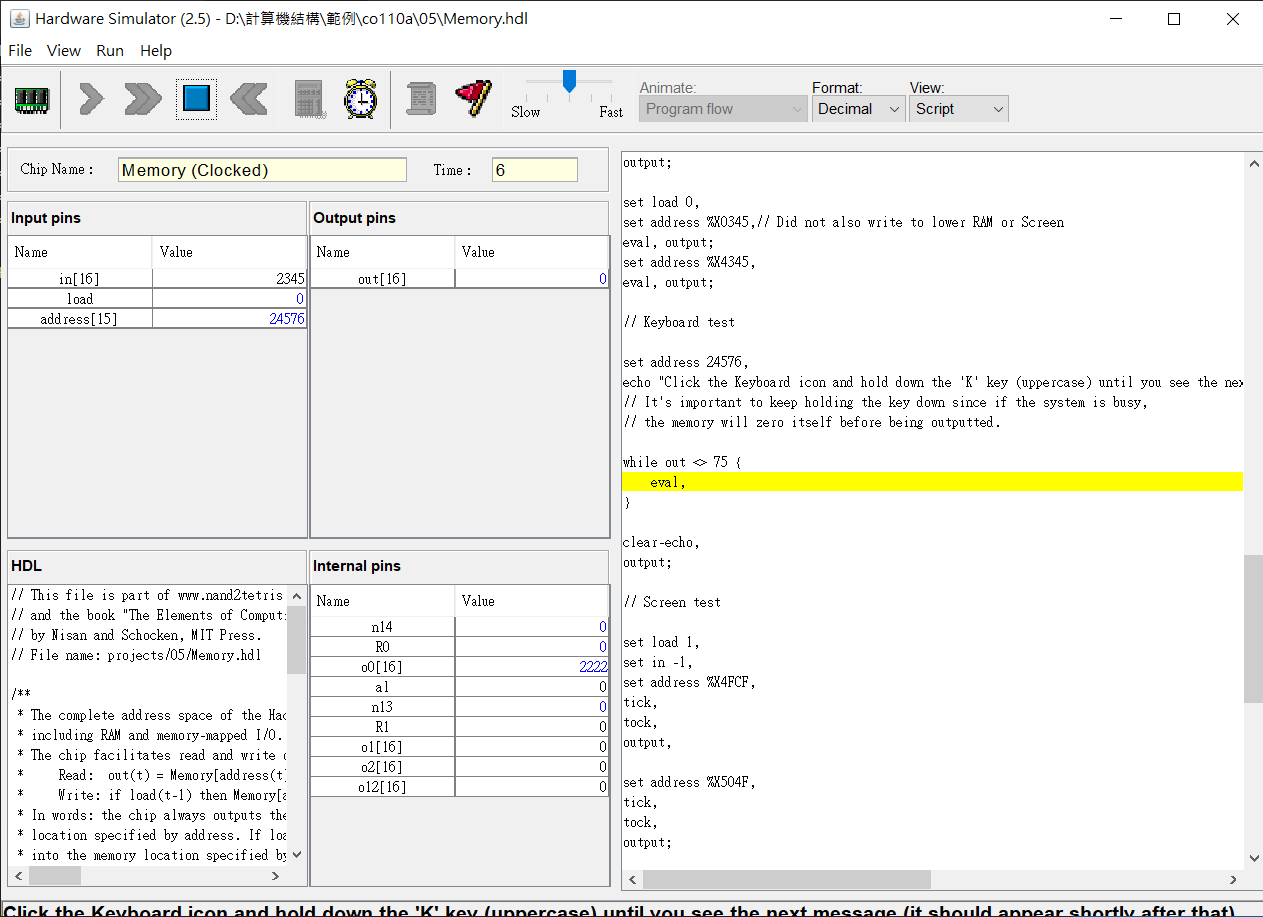 Hardware Simulator (2.5) - D:\計算機結構\範例\co110a\05\Memory.hdl
File View Run Help
Slow Fast
Animate:
Program flow
Format:
Decimal
View:
Script
Chip Name :
Memory (Clocked)
Time :
6
Input pins
Name Value
in[16] 2345
load 0
address[15] 24576
Output pins
Name Value
out[16] 0
HDL
// This file is part of www.nand2tetris
// and the book "The Elements of Comput
// by Nisan and Schocken, MIT Press.
// File name: projects/05/Memory.hdl
/**
* The complete address space of the Hac
* including RAM and memory-mapped I/O.
* The chip facilitates read and write o
* Read: out(t) = Memory[address(t)
* Write: if load(t-1) then Memory[a
* In words: the chip always outputs the
* location specified by address. If loa
* into the memory location specified by
Internal pins
Name Value
n14 0
R0 0
o0[16] 2222
a1 0
n13 0
R1 0
o1[16] 0
o2[16] 0
o12[16] 0
output;
set load 0,
set address %X0345,// Did not also write to lower RAM or Screen
eval, output;
set address %X4345,
eval, output;
// Keyboard test
set address 24576,
echo "Click the Keyboard icon and hold down the 'K' key (uppercase) until you see the nex
// It's important to keep holding the key down since if the system is busy,
// the memory will zero itself before being outputted.
while out <> 75 {
eval,
}
clear-echo,
output;
// Screen test
set load 1,
set in -1,
set address %X4FCF,
tick,
tock,
output,
set address %X504F,
tick,
tock,
output;
Click the Keyboard icon and hold down the 'K' key (uppercase) until you see the next message (it should appear shortly after that)